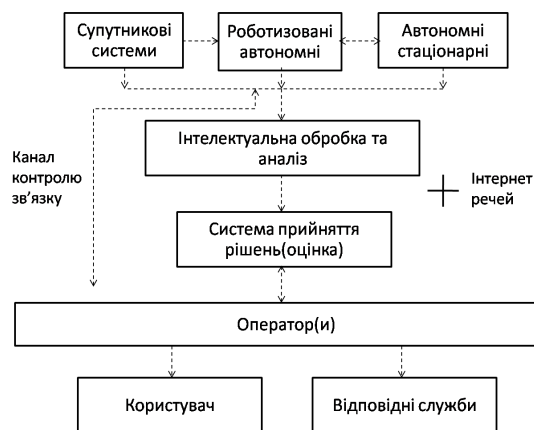 Супутникові
системи
Роботизовані
автономні
Автономні
стаціонарні
Інтелектуальна обробка та
аналіз
Канал
контролю
зв'язку
Інтернет
речей
Система прийняття
рішень(оцінка)
Оператор(и)
Користувач
Відповідні служби